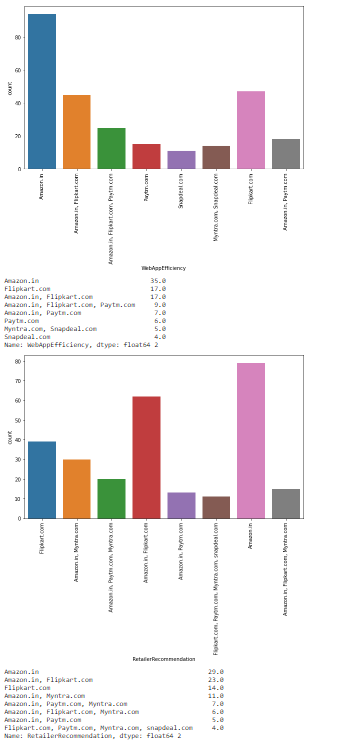 80
60
40
20
0
count
Amazon.in
Amazon.in, Flipkart.com
Amazon.in, Flipkart.com, Paytm.com
Paytm.com
Snapdeal.com
Myntra.com, Snapdeal.com
Flipkart.com
Amazon.in, Paytm.com
WebAppEfficiency
Amazon.in 35.0
Flipkart.com 17.0
Amazon.in, Flipkart.com 17.0
Amazon.in, Flipkart.com, Paytm.com 9.0
Amazon.in, Paytm.com 7.0
Paytm.com 6.0
Myntra.com, Snapdeal.com 5.0
Snapdeal.com 4.0
Name: WebAppEfficiency, dtype: float64 2
80
70
60
50
40
30
20
10
0
count
Flipkart.com
Amazon.in, Myntra.com
Amazon.in, Paytm.com, Myntra.com
Amazon.in, Flipkart.com
Amazon.in, Paytm.com
Flipkart.com, Paytm.com, Myntra.com, snapdeal.com
Amazon.in
Amazon.in, Flipkart.com, Myntra.com
RetailerRecommendation
Amazon.in 29.0
Amazon.in, Flipkart.com 23.0
Flipkart.com 14.0
Amazon.in, Myntra.com 11.0
Amazon.in, Paytm.com, Myntra.com 7.0
Amazon.in, Flipkart.com, Myntra.com 6.0
Amazon.in, Paytm.com 5.0
Flipkart.com, Paytm.com, Myntra.com, snapdeal.com 4.0
Name: RetailerRecommendation, dtype: float64 2